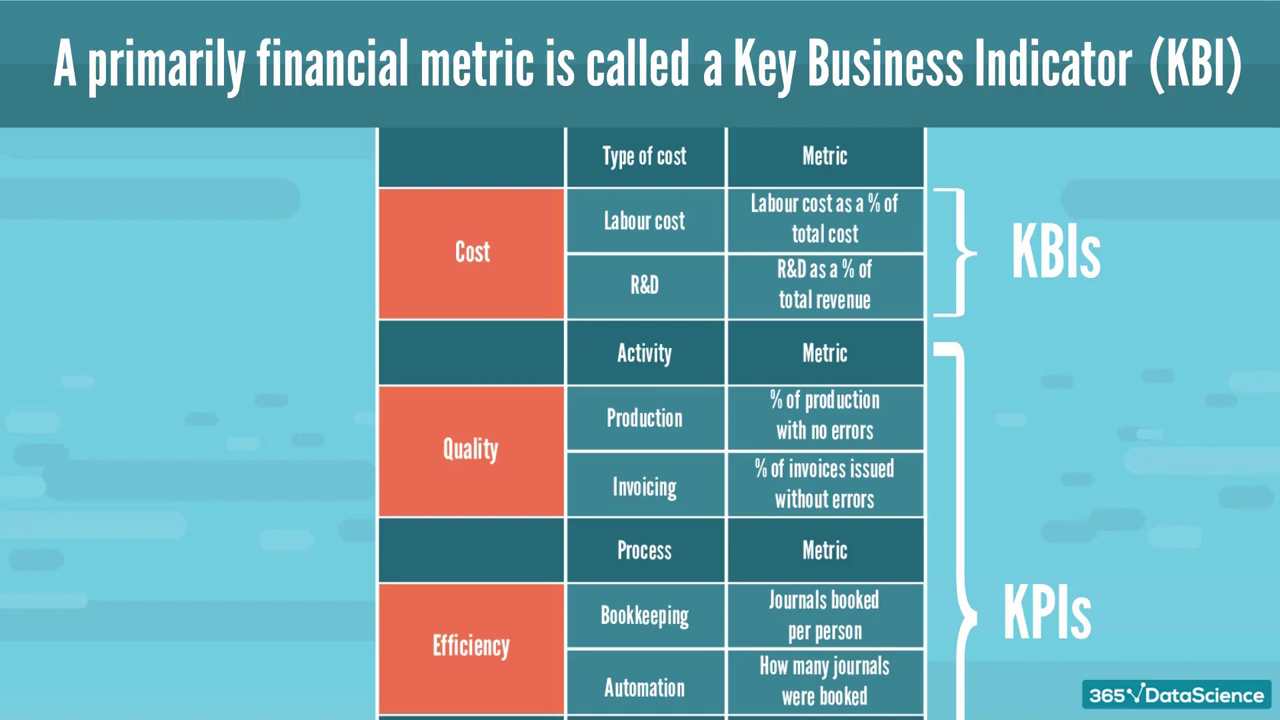 A primarily financial metric is called a Key Business Indicator (KBI)
Type of cost
Metric
Cost
Labour cost
Labour cost as a % of
total cost
R&D
R&D as a % of
total revenue
KBIs
Activity
Metric
Quality
Production
% of production
with no errors
Invoicing
% of invoices issued
without errors
Process
Metric
Efficiency
Bookkeeping
Journals booked
per person
Automation
How many journals
were booked
KPIs
365 DataScience